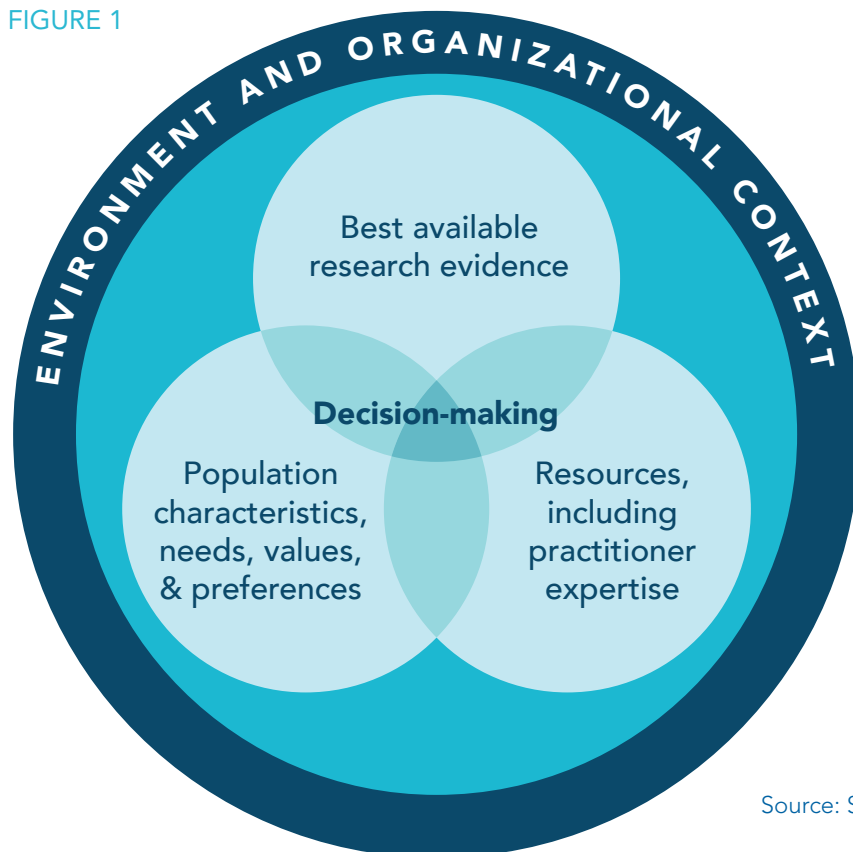 FIGURE 1
ENVIRONMENT AND ORGANIZATIONAL CONTEXT
Best available
research evidence
Decision-making
Population
characteristics,
needs, values,
& preferences
Resources,
including
practitioner
expertise
Source: S